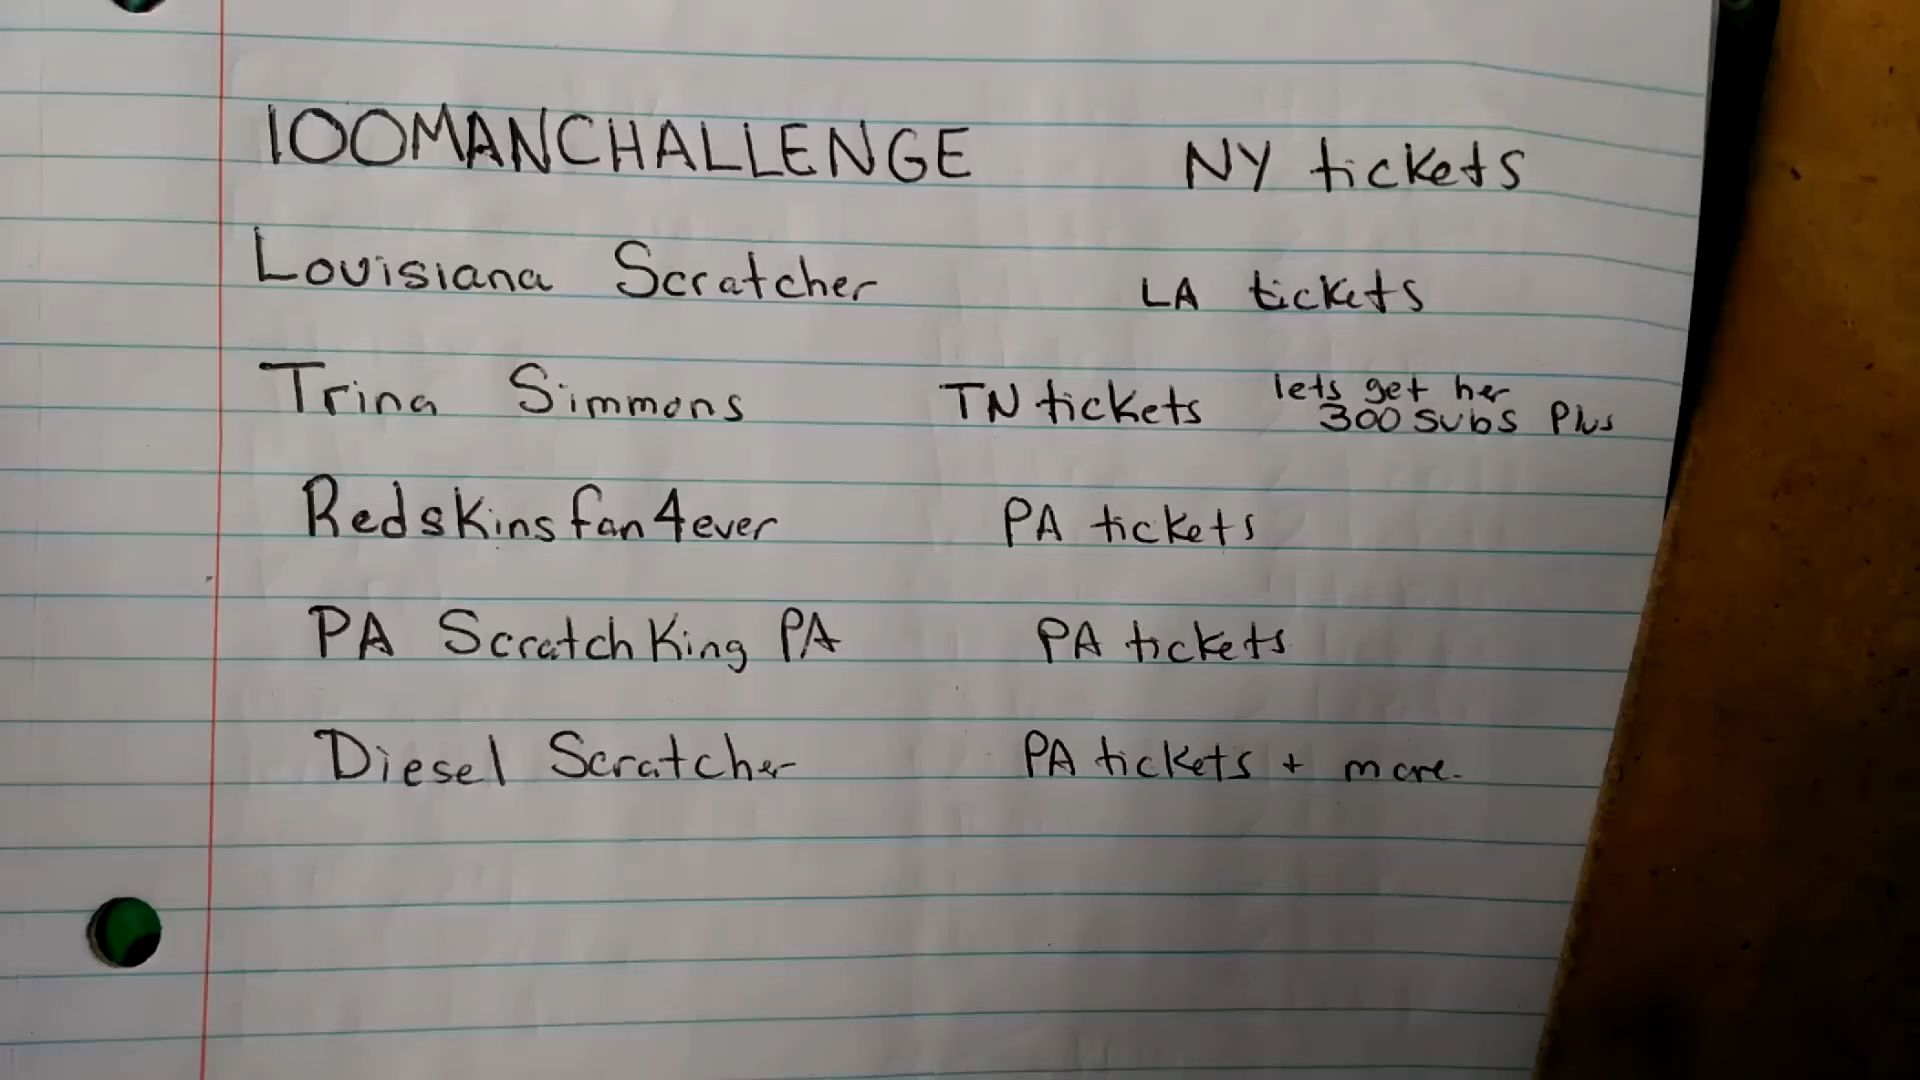 100MANCHALLENGE NY tickets
Louisiana Scratcher LA tickets
Trina Simmons TN tickets lets get her
300 subs Plus
Redskinsfan4ever PA tickets
PA ScratchKing PA PA tickets
Diesel Scratcher PA tickets + more.